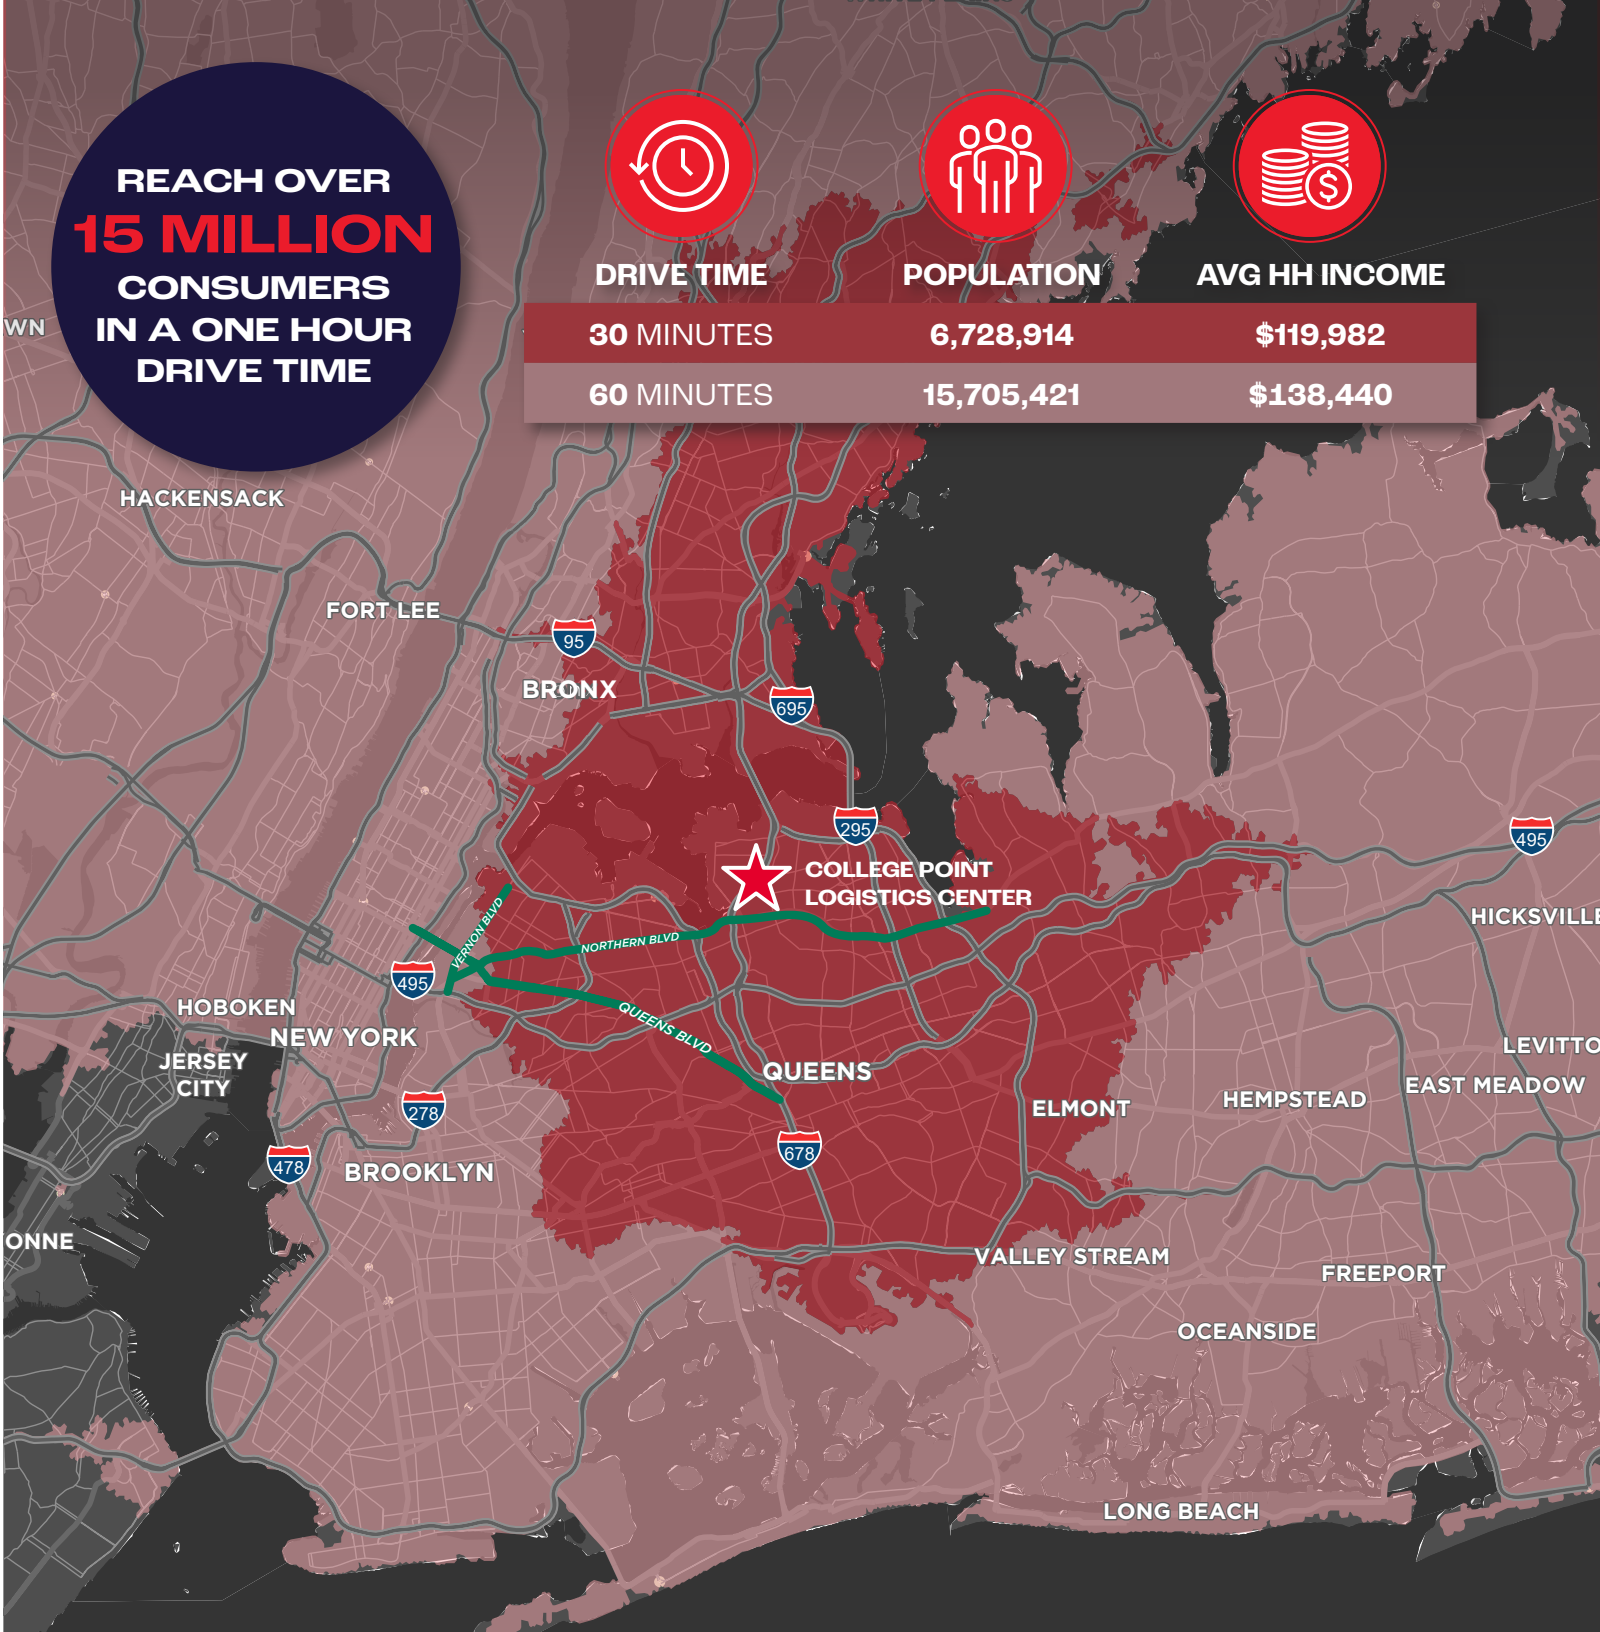 REACH OVER
15 MILLION
CONSUMERS
IN A ONE HOUR
DRIVE TIME
DRIVE TIME POPULATION AVG HH INCOME
30 MINUTES 6,728,914 $119,982
60 MINUTES 15,705,421 $138,440
WN
HACKENSACK
FORT LEE
95
BRONX
695
295
495
COLLEGE POINT
LOGISTICS CENTER
HICKSVILLE
VERNON BLVD
NORTHERN BLVD
495
HOBOKEN
QUEENS BLVD
NEW YORK
LEVITTO
JERSEY
CITY
QUEENS
EAST MEADOW
HEMPSTEAD
278
ELMONT
678
478
BROOKLYN
ONNE
VALLEY STREAM
FREEPORT
OCEANSIDE
LONG BEACH